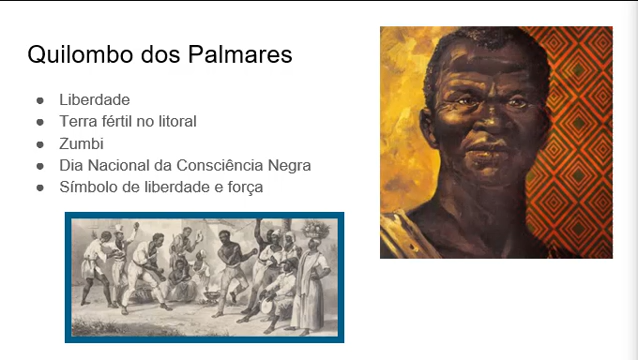 Quilombo dos Palmares
● Liberdade
● Terra fértil no litoral
● Zumbi
● Dia Nacional da Consciência Negra
● Símbolo de liberdade e força